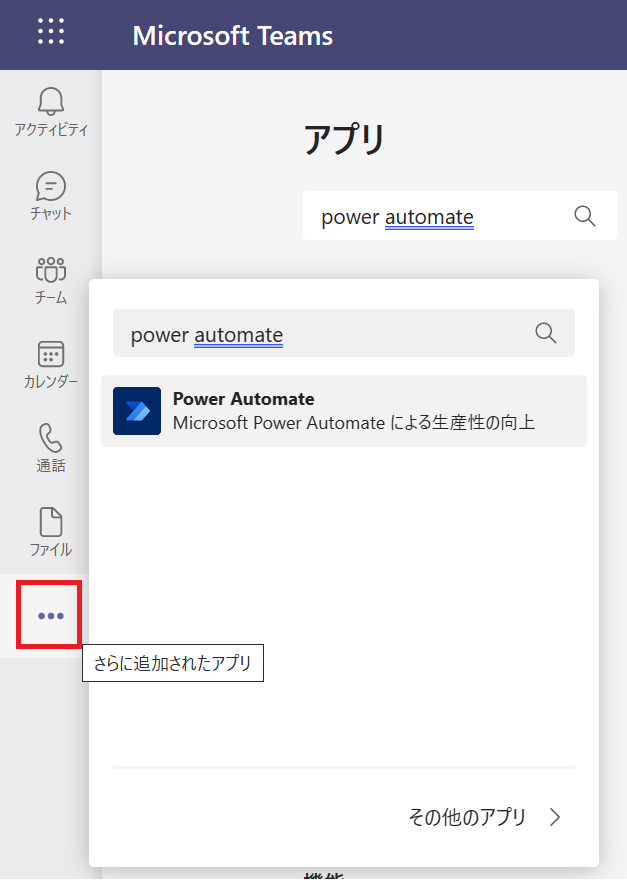 Microsoft Teams
アクティビティ
チャット
チーム
カレンダー
通話
ファイル
アプリ
power automate
power automate
Power Automate
Microsoft Power Automate による生産性の向上
さらに追加されたアプリ
その他のアプリ